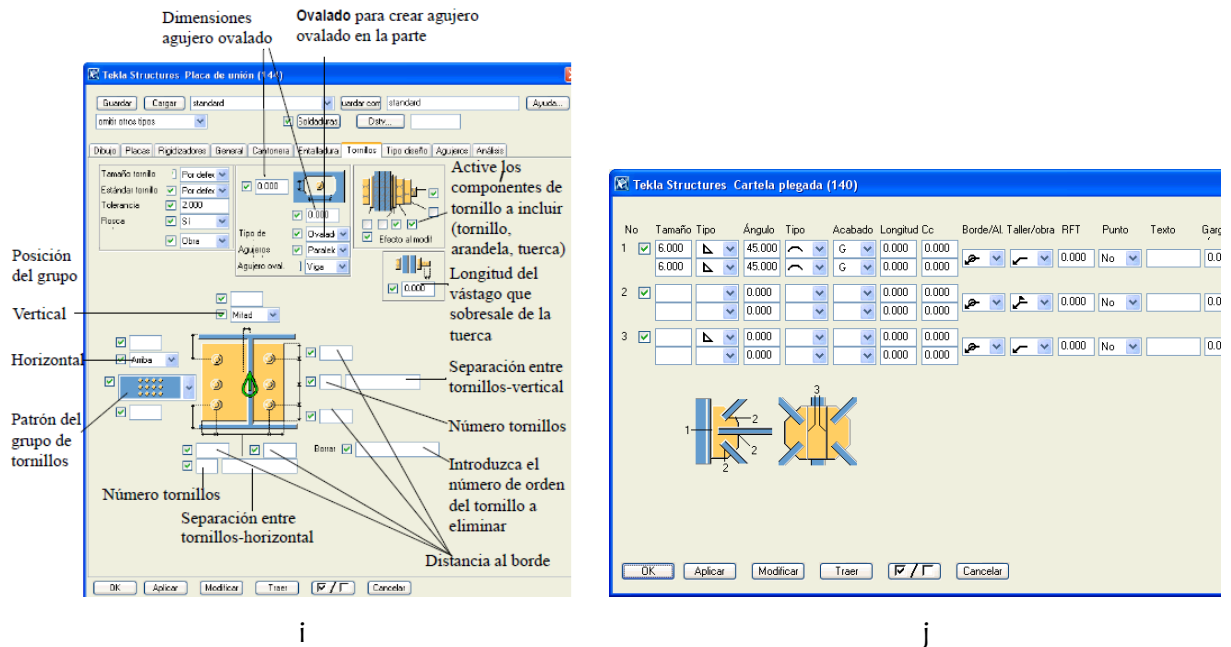 Dimensiones
agujero ovalado
Ovalado para crear agujero
ovalado en la parte
Tekla Structures Placa de unión (144)
Guardar Cargar standard uardar com standard Ayuda...
omitir otros tipos Soldaduras Dstv...
Dibujo Placas Rigidizadores General Cantonera Entalladura Tornillos Tipo diseño Agujeros Análisis
Tamaño tornillo Por defec
Estándar tornillo Por defec
Tolerancia 2.000
Rosca Sí
Obra
0.000
0.000
Tipo de Ovalad
Agujeros Paralel
Agujero oval. Viga
Efecto al modif
0.000
Active los
componentes de
tornillo a incluir
(tornillo,
arandela, tuerca)
Longitud del
vástago que
sobresale de la
tuerca
Posición
del grupo
Vertical
Mitad
Horizontal
Arriba
Patrón del
grupo de
tornillos
Separación entre
tornillos-vertical
Número tornillos
Borrar
Introduzca el
número de orden
del tornillo a
eliminar
Número tornillos
Separación entre
tornillos-horizontal
Distancia al borde
OK Aplicar Modificar Traer Cancelar
i
Tekla Structures Cartela plegada (140)
No Tamaño Tipo Ángulo Tipo Acabado Longitud Cc Borde/Al. Taller/obra RFT Punto Texto Garg
1 6.000 45.000 G 0.000 0.000 0.000 No 0.0
6.000 45.000 G 0.000 0.000
2 0.000 0.000 0.000 0.000 No 0.0
0.000 0.000 0.000
3 0.000 0.000 0.000 0.000 No 0.0
0.000 0.000 0.000
3
1 2
2
2
2
OK Aplicar Modificar Traer Cancelar
j